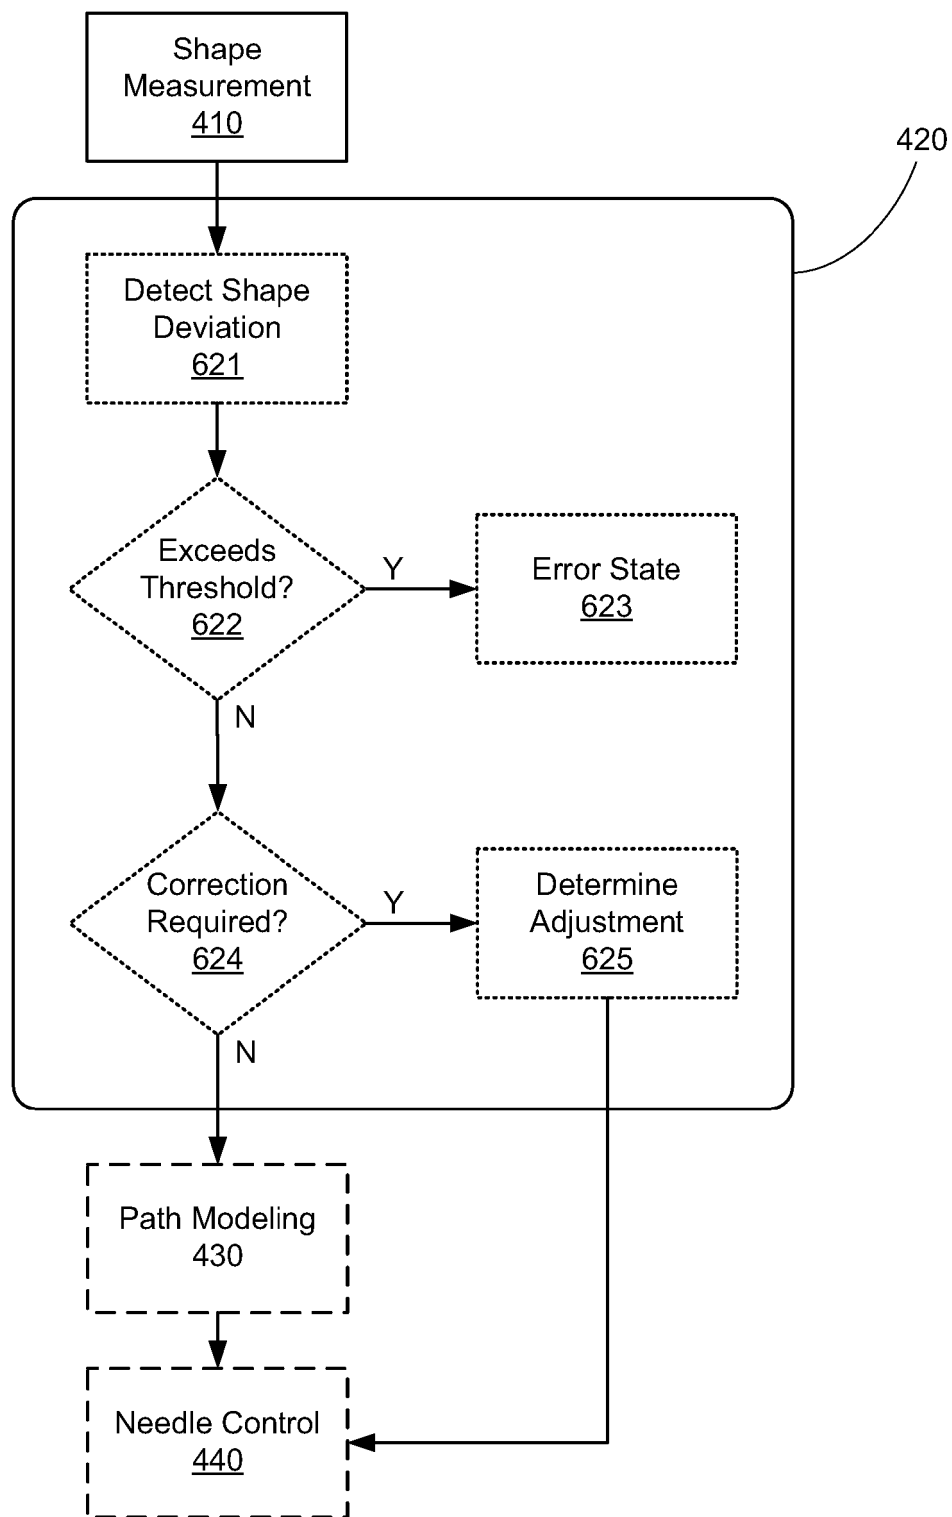 Shape
Measurement
410
420
Detect Shape
Deviation
621
Exceeds
Threshold?
622
Y
Error State
623
N
Correction
Required?
624
Y
Determine
Adjustment
625
N
Path Modeling
430
Needle Control
440